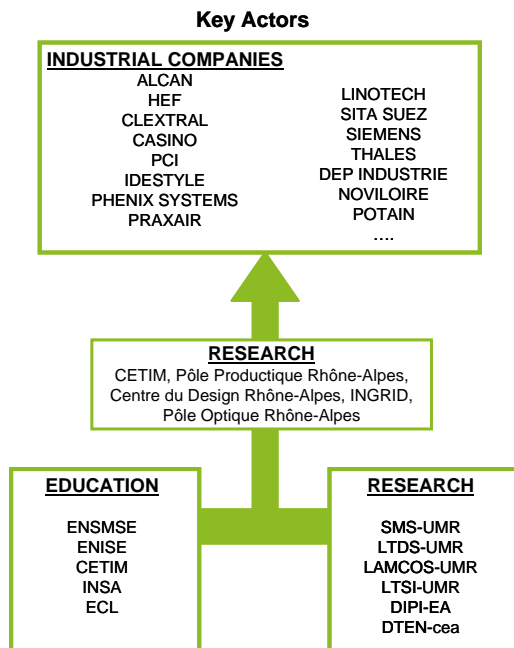 Key Actors
INDUSTRIAL COMPANIES
ALCAN
HEF
CLEXTRAL
CASINO
PCI
IDESTYLE
PHENIX SYSTEMS
PRAXAIR
LINOTECH
SITA SUEZ
SIEMENS
THALES
DEP INDUSTRIE
NOVILOIRE
POTAIN
....
RESEARCH
CETIM, Pôle Productique Rhône-Alpes,
Centre du Design Rhône-Alpes, INGRID,
Pôle Optique Rhône-Alpes
EDUCATION
ENSMSE
ENISE
CETIM
INSA
ECL
RESEARCH
SMS-UMR
LTDS-UMR
LAMCOS-UMR
LTSI-UMR
DIPI-EA
DTEN-cea